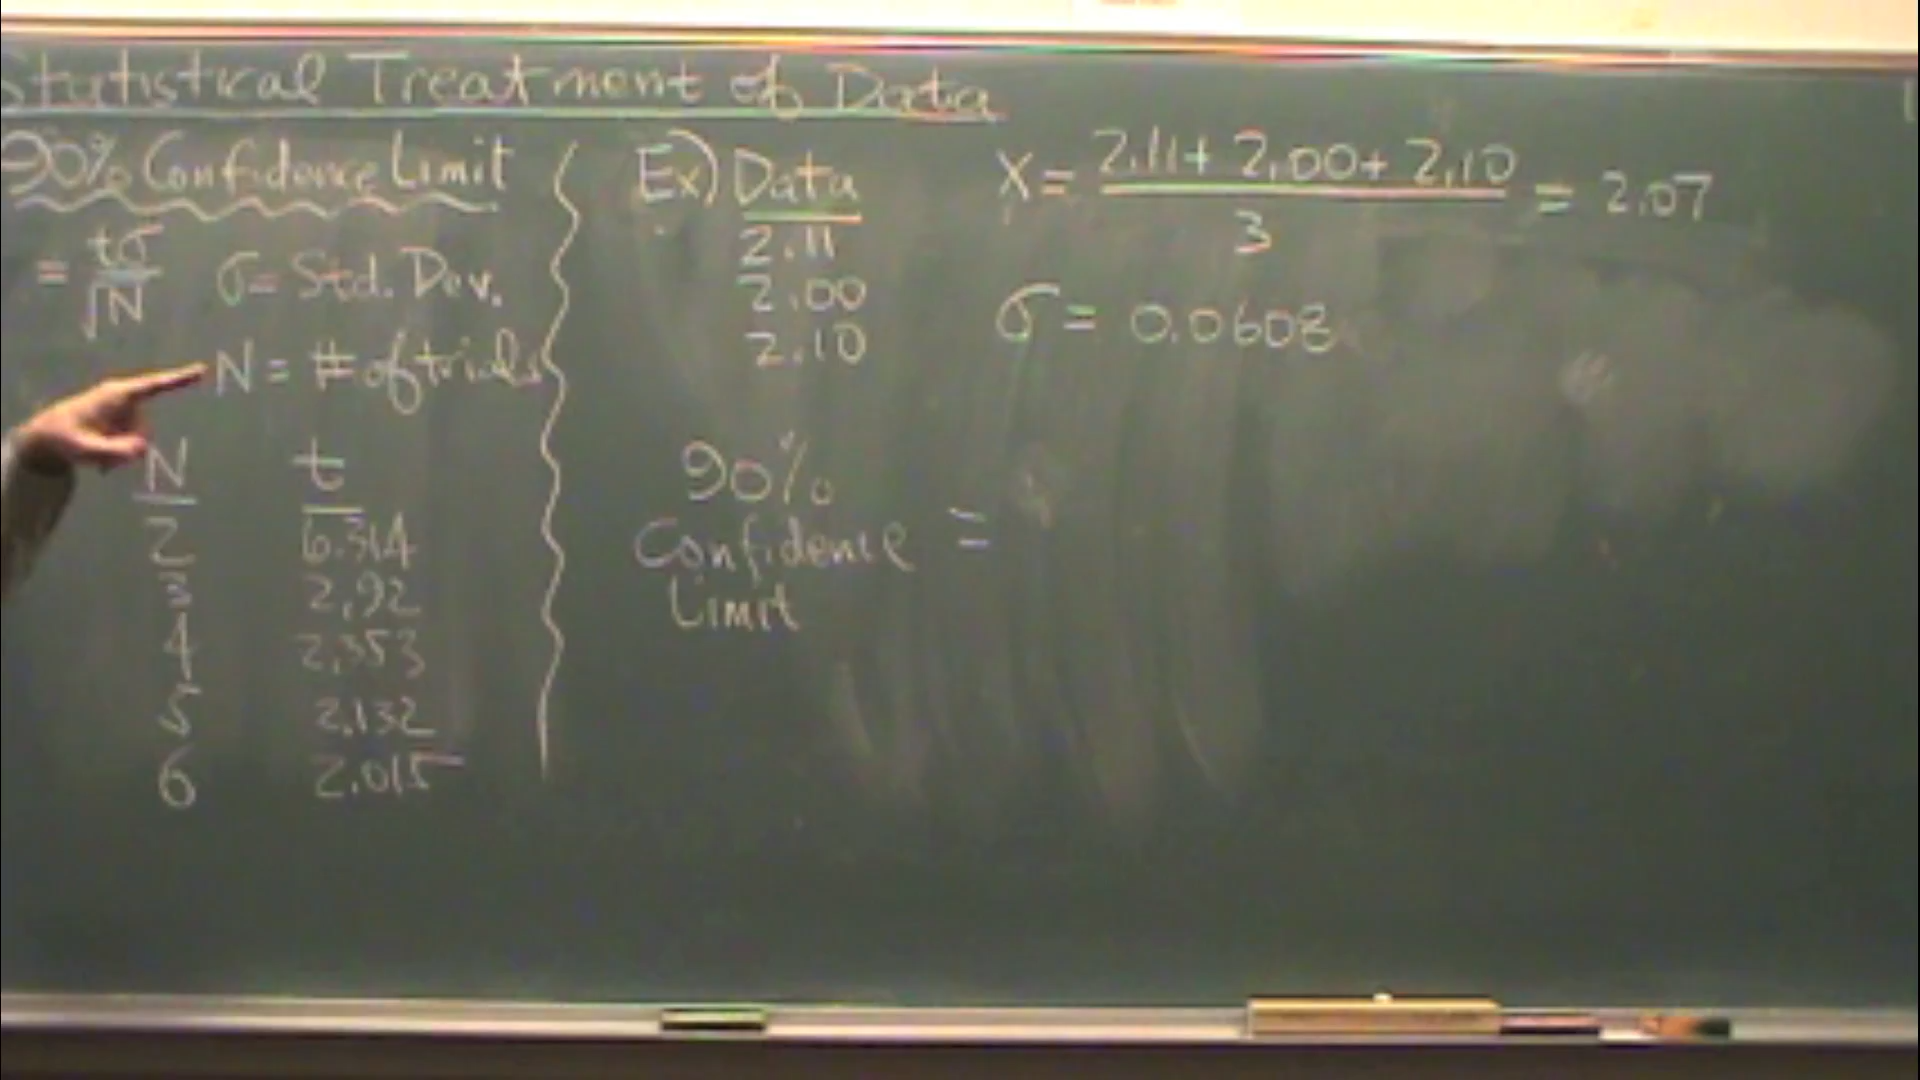 Statistical Treatment of Data
90% Confidence Limit
= tσ/√N
σ = Std. Dev.
N = # of trials
N t
2 6.314
3 2.92
4 2.353
5 2.132
6 2.015
Ex) Data
2.11
2.00
2.10
90%
Confidence =
Limit
X = (2.11 + 2.00 + 2.10)/3 = 2.07
σ = 0.0608